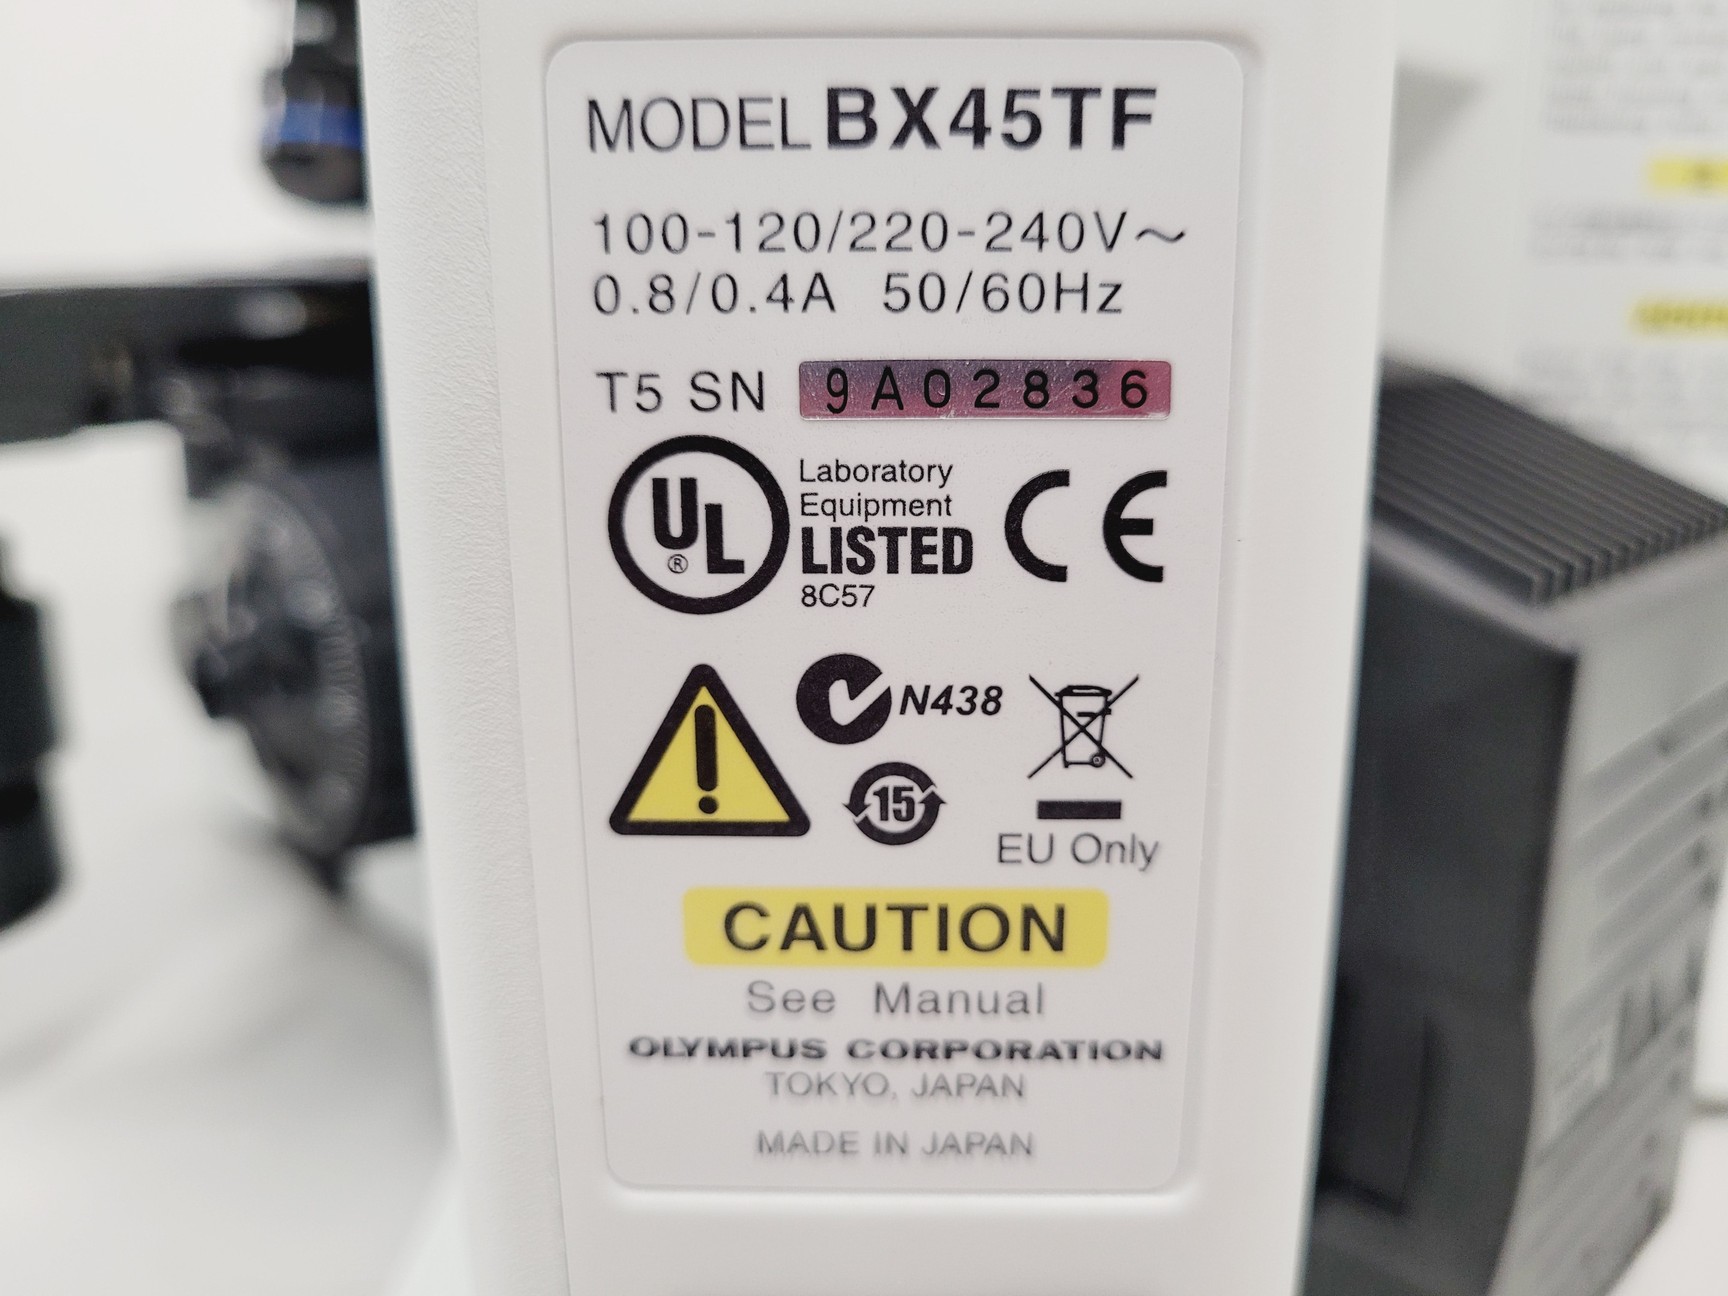 MODEL BX45TF
100-120/220-240V~
0.8/0.4A 50/60Hz
T5 SN 9A02836
UL
®
Laboratory
Equipment
LISTED
8C57
CE
N438
15
EU Only
CAUTION
See Manual
OLYMPUS CORPORATION
TOKYO, JAPAN
MADE IN JAPAN